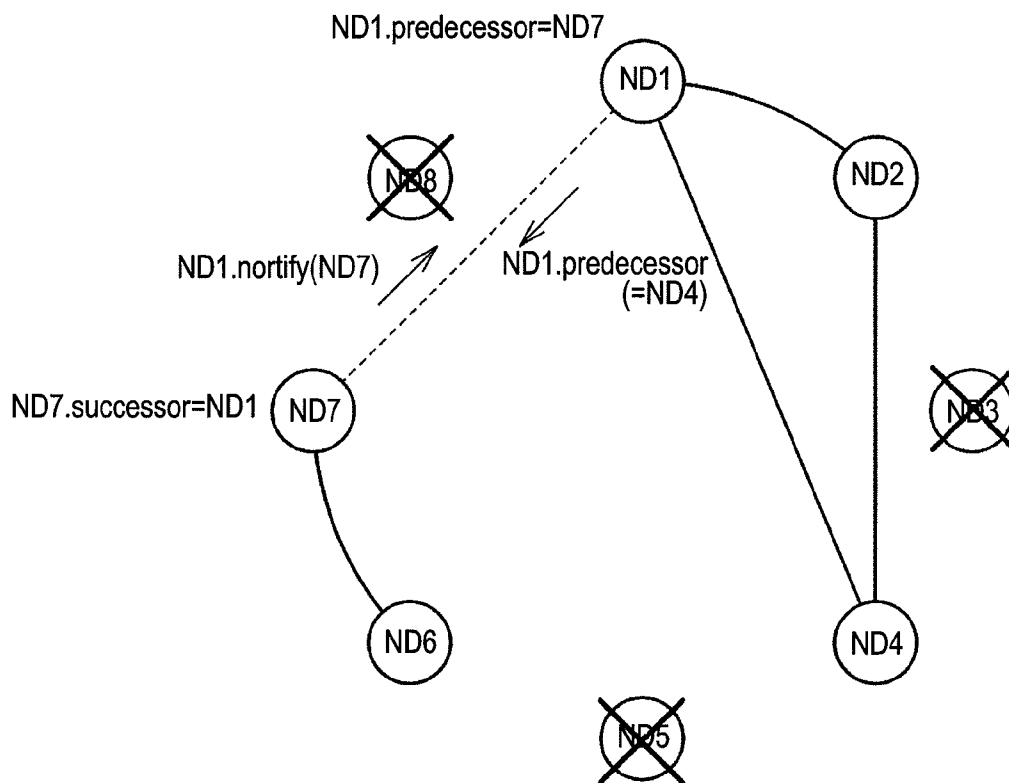 ND1.predecessor=ND7
ND1
ND8
ND2
ND1.nortify(ND7)
ND1.predecessor
(=ND4)
ND7.successor=ND1
ND7
ND3
ND6
ND4
ND5